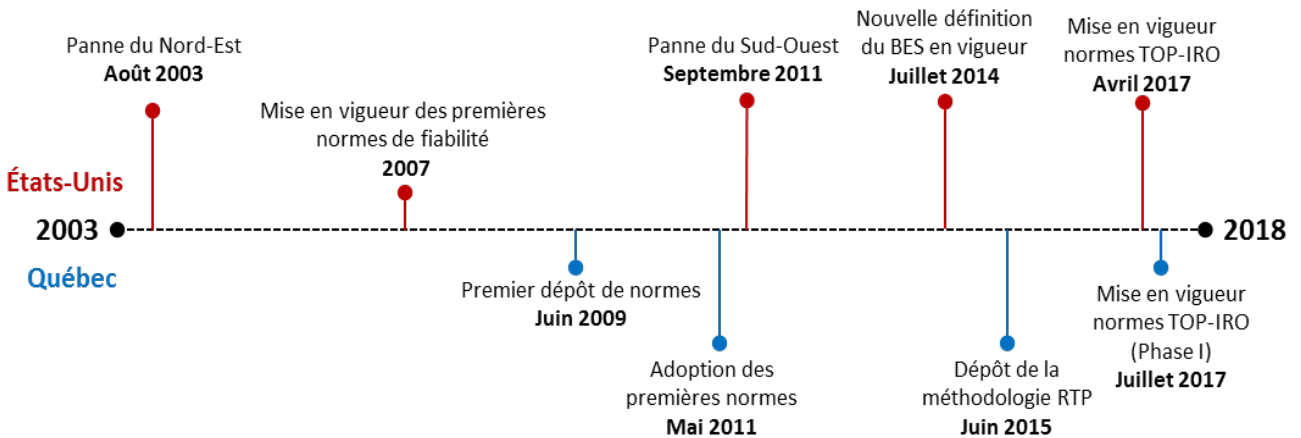 Panne du Nord-Est
Août 2003
Mise en vigueur des premières
normes de fiabilité
2007
Panne du Sud-Ouest
Septembre 2011
Nouvelle définition
du BES en vigueur
Juillet 2014
Mise en vigueur
normes TOP-IRO
Avril 2017
États-Unis
2003
2018
Québec
Premier dépôt de normes
Juin 2009
Adoption des
premières normes
Mai 2011
Dépôt de la
méthodologie RTP
Juin 2015
Mise en vigueur
normes TOP-IRO
(Phase I)
Juillet 2017